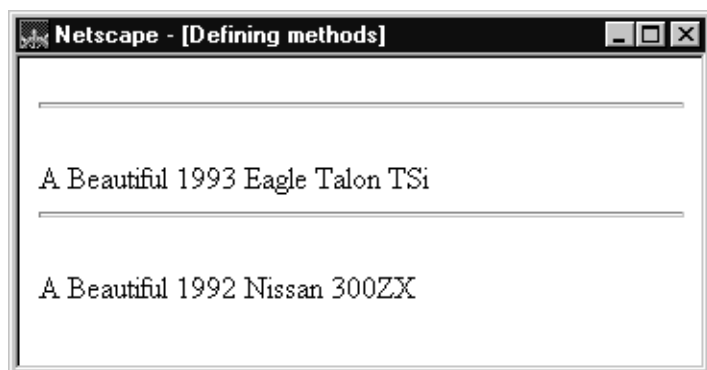 Netscape - [Defining methods]
A Beautiful 1993 Eagle Talon TSi
A Beautiful 1992 Nissan 300ZX